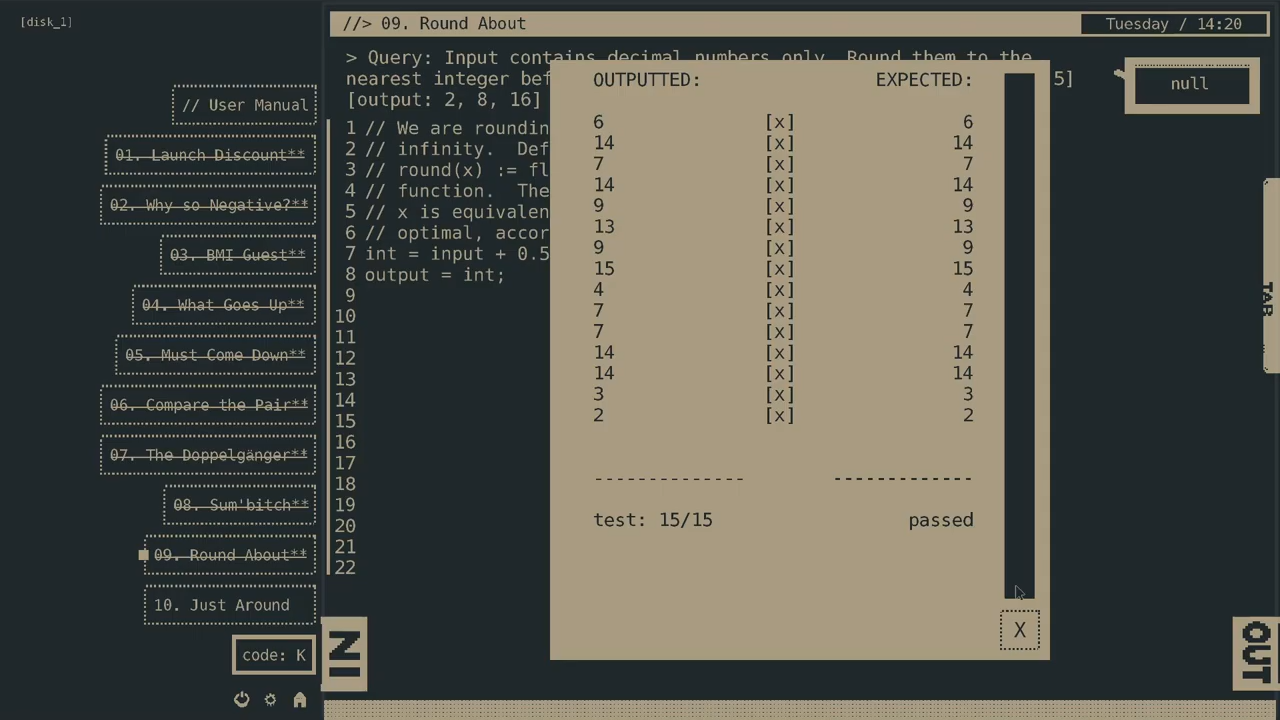 [disk_1]
// User Manual
01. Launch Discount**
02. Why so Negative?**
03. BMI Guest**
04. What Goes Up**
05. Must Come Down**
06. Compare the Pair**
07. The Doppelgänger**
08. Sum'bitch**
09. Round About**
10. Just Around
code: K
//> 09. Round About
Tuesday / 14:20
> Query: Input contains decimal numbers only. Round them to the
nearest integer bef 5]
[output: 2, 8, 16]
null
1 // We are roundin
2 // infinity. Def
3 // round(x) := fl
4 // function. The
5 // x is equivalen
6 // optimal, accor
7 int = input + 0.5
8 output = int;
9
10
11
12
13
14
15
16
17
18
19
20
21
22
OUTPUTTED: EXPECTED:
6 [x] 6
14 [x] 14
7 [x] 7
14 [x] 14
9 [x] 9
13 [x] 13
9 [x] 9
15 [x] 15
4 [x] 4
7 [x] 7
7 [x] 7
14 [x] 14
14 [x] 14
3 [x] 3
2 [x] 2
-------------- -------------
test: 15/15 passed
X
TAB
IN
OUT